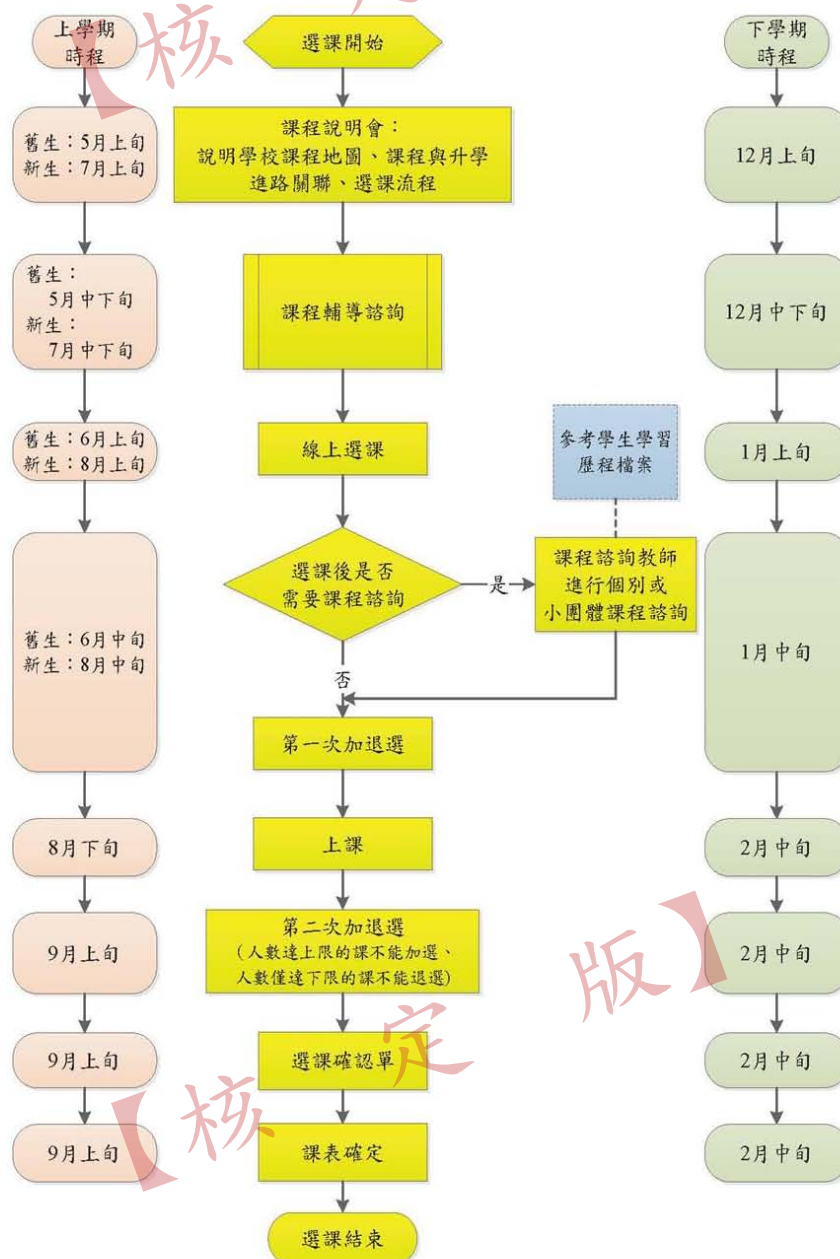 上學期
時程
選課開始
下學期
時程
舊生：5月上旬
新生：7月上旬
課程說明會：
說明學校課程地圖、課程與升學
進路關聯、選課流程
12月上旬
舊生：
5月中下旬
新生：
7月中下旬
課程輔導諮詢
12月中下旬
舊生：6月上旬
新生：8月上旬
線上選課
參考學生學習
歷程檔案
1月上旬
選課後是否
需要課程諮詢
是
課程諮詢教師
進行個別或
小團體課程諮詢
舊生：6月中旬
新生：8月中旬
1月中旬
否
第一次加退選
8月下旬
上課
2月中旬
9月上旬
第二次加退選
（人數達上限的課不能加選、
人數僅達下限的課不能退選)
2月中旬
9月上旬
選課確認單
2月中旬
9月上旬
課表確定
2月中旬
選課結束
【核
【核定版】